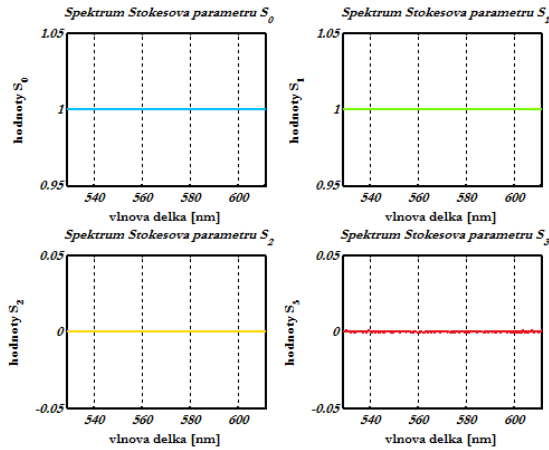 Spektrum Stokesova parametru S0
1.05
1
0.95
hodnoty S0
540 560 580 600
vlnova delka [nm]
Spektrum Stokesova parametru S1
1.05
1
0.95
hodnoty S1
540 560 580 600
vlnova delka [nm]
Spektrum Stokesova parametru S2
0.05
0
-0.05
hodnoty S2
540 560 580 600
vlnova delka [nm]
Spektrum Stokesova parametru S3
0.05
0
-0.05
hodnoty S3
540 560 580 600
vlnova delka [nm]